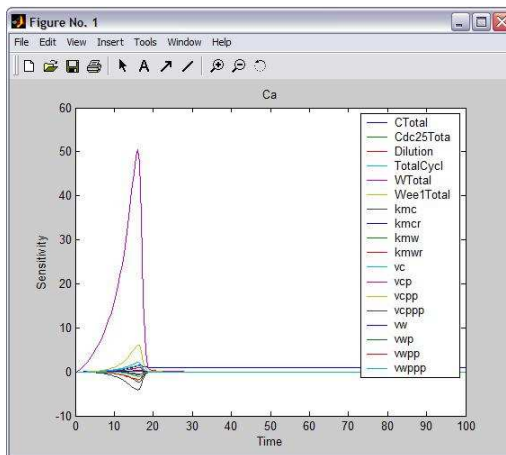 Figure No. 1
File Edit View Insert Tools Window Help
A
Ca
60
50
40
30
20
10
0
-10
Sensitivity
0 10 20 30 40 50 60 70 80 90 100
Time
CTotal
Cdc25Tota
Dilution
TotalCycl
WTotal
Wee1Total
kmc
kmcr
kmw
kmwr
vc
vcp
vcpp
vcppp
vw
vwp
vwpp
vwppp